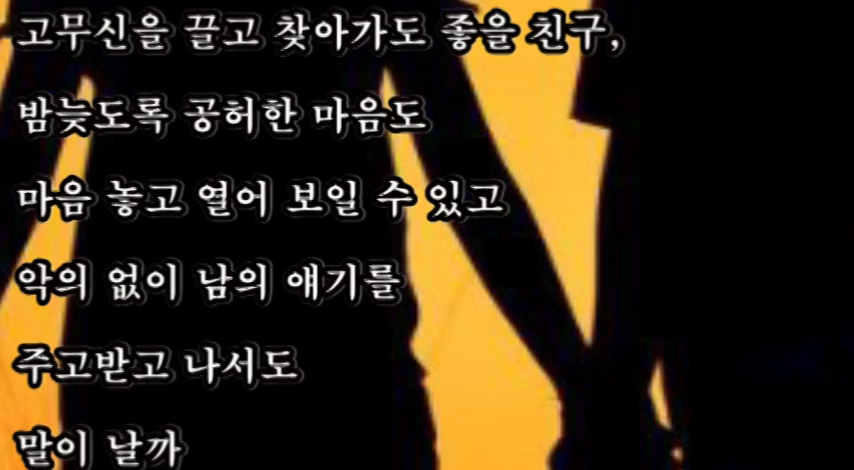 고무신을 끌고 찾아가도 좋을 친구,
밤늦도록 공허한 마음도
마음 놓고 열어 보일 수 있고
악의 없이 남의 얘기를
주고받고 나서도
말이 날까